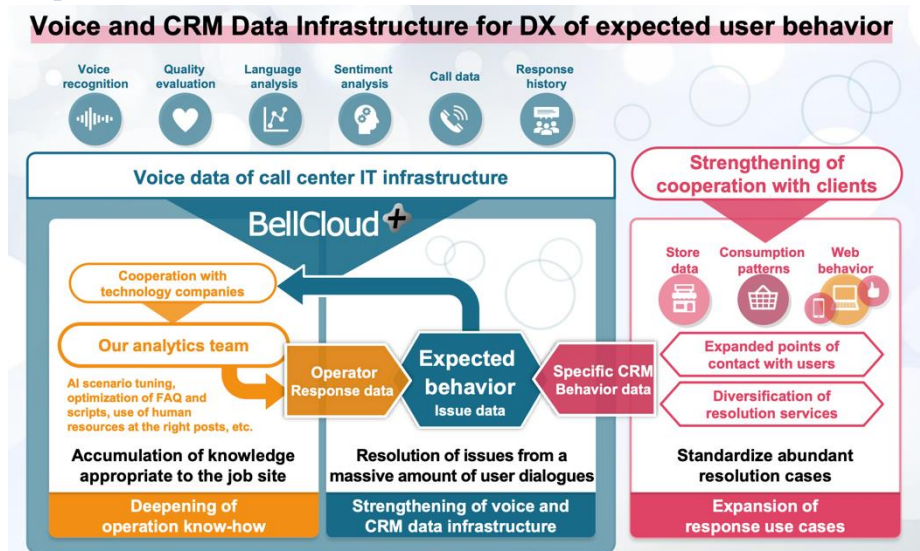 Voice and CRM Data Infrastructure for DX of expected user behavior
Voice
recognition
Quality
evaluation
Language
analysis
Sentiment
analysis
Call data
Response
history
Voice data of call center IT infrastructure
BellCloud+
Cooperation with
technology companies
Our analytics team
AI scenario tuning,
optimization of FAQ and
scripts, use of human
resources at the right posts, etc.
Operator
Response data
Expected
behavior
Issue data
Specific CRM
Behavior data
Accumulation of knowledge
appropriate to the job site
Deepening of
operation know-how
Resolution of issues from a
massive amount of user dialogues
Strengthening of voice and
CRM data infrastructure
Strengthening of
cooperation with clients
Store
data
Consumption
patterns
Web
behavior
Expanded points of
contact with users
Diversification of
resolution services
Standardize abundant
resolution cases
Expansion of
response use cases